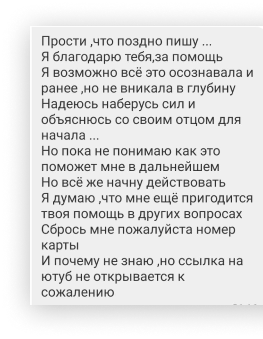 Прости ,что поздно пишу ...
Я благодарю тебя,за помощь
Я возможно всё это осознавала и
ранее ,но не вникала в глубину
Надеюсь наберусь сил и
объяснюсь со своим отцом для
начала ...
Но пока не понимаю как это
поможет мне в дальнейшем
Но всё же начну действовать
Я думаю ,что мне ещё пригодится
твоя помощь в других вопросах
Сбрось мне пожалуйста номер
карты
И почему не знаю ,но ссылка на
ютуб не открывается к
сожалению